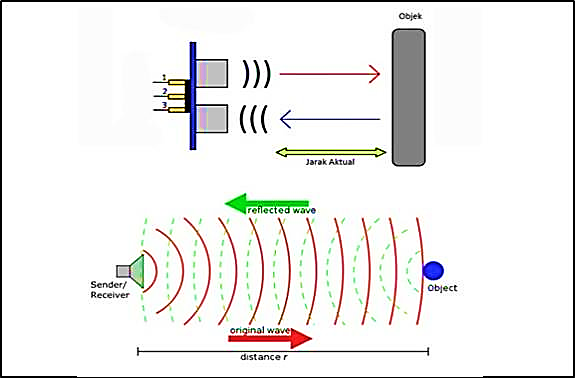 Objek
1
2
3
Jarak Aktual
reflected wave
Sender/
Receiver
Object
original wave
distance r